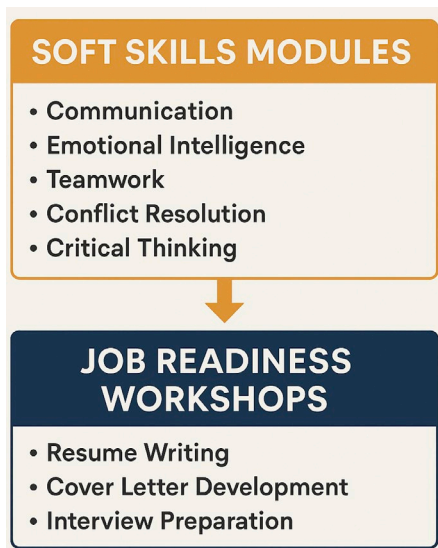 SOFT SKILLS MODULES
• Communication
• Emotional Intelligence
• Teamwork
• Conflict Resolution
• Critical Thinking
JOB READINESS
WORKSHOPS
• Resume Writing
• Cover Letter Development
• Interview Preparation